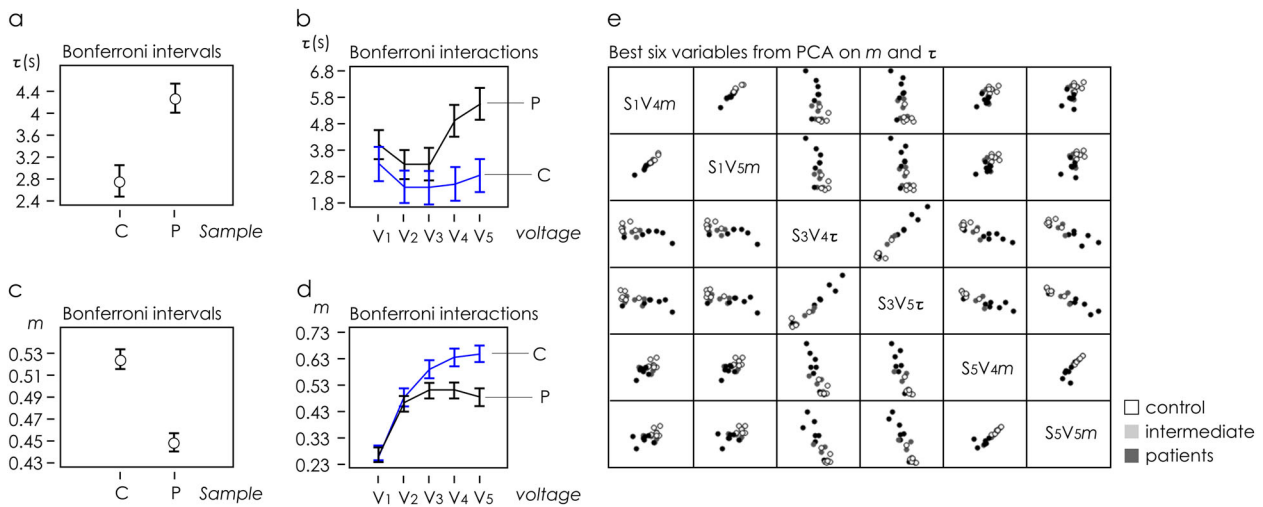 a
Bonferroni intervals
τ(s)
4.4
4
3.6
3.2
2.8
2.4
C P Sample
b
τ(s)
Bonferroni interactions
6.8
5.8
4.8
3.8
2.8
1.8
P
C
V1 V2 V3 V4 V5 voltage
c
Bonferroni intervals
m
0.53
0.51
0.49
0.47
0.45
0.43
C P Sample
d
Bonferroni interactions
m
0.73
0.63
0.53
0.43
0.33
0.23
C
P
V1 V2 V3 V4 V5 voltage
e
Best six variables from PCA on m and τ
S1V4m
S1V5m
S3V4τ
S3V5τ
S5V4m
S5V5m
control
intermediate
patients